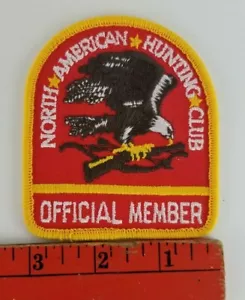 NORTH★AMERICAN★HUNTING★CLUB
OFFICIAL MEMBER
3 2 1